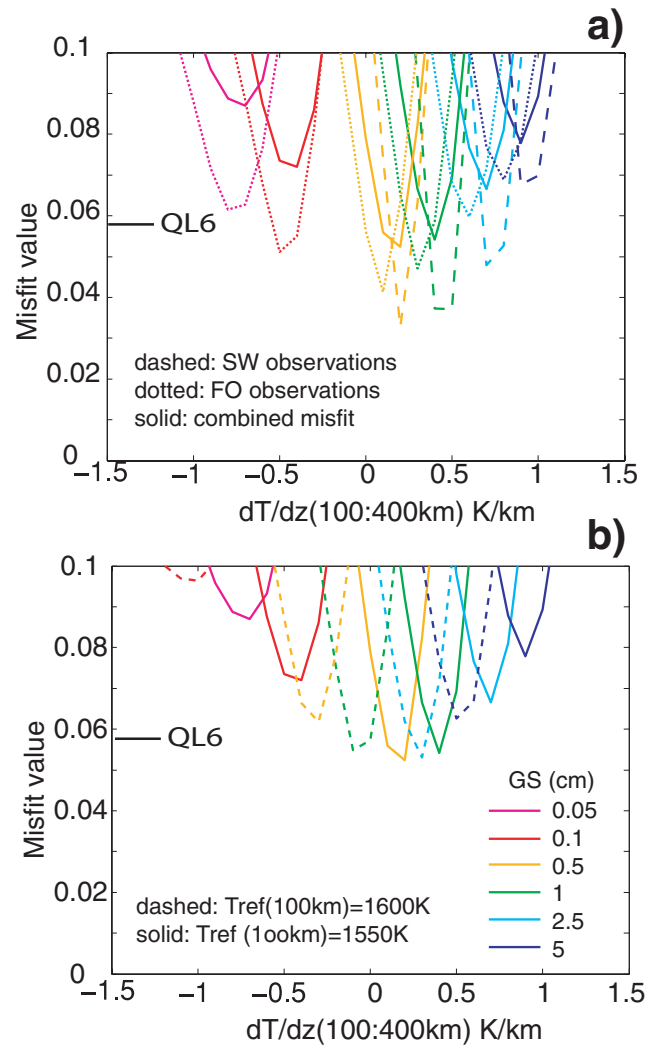 a)
0.1
0.08
0.06
0.04
0.02
0
Misfit value
QL6
dashed: SW observations
dotted: FO observations
solid: combined misfit
−1.5
−1
−0.5
0
0.5
1
1.5
dT/dz(100:400km) K/km
b)
0.1
0.08
0.06
0.04
0.02
0
Misfit value
QL6
GS (cm)
0.05
0.1
0.5
1
2.5
5
dashed: Tref(100km)=1600K
solid: Tref (1ookm)=1550K
−1.5
−1
−0.5
0
0.5
1
1.5
dT/dz(100:400km) K/km